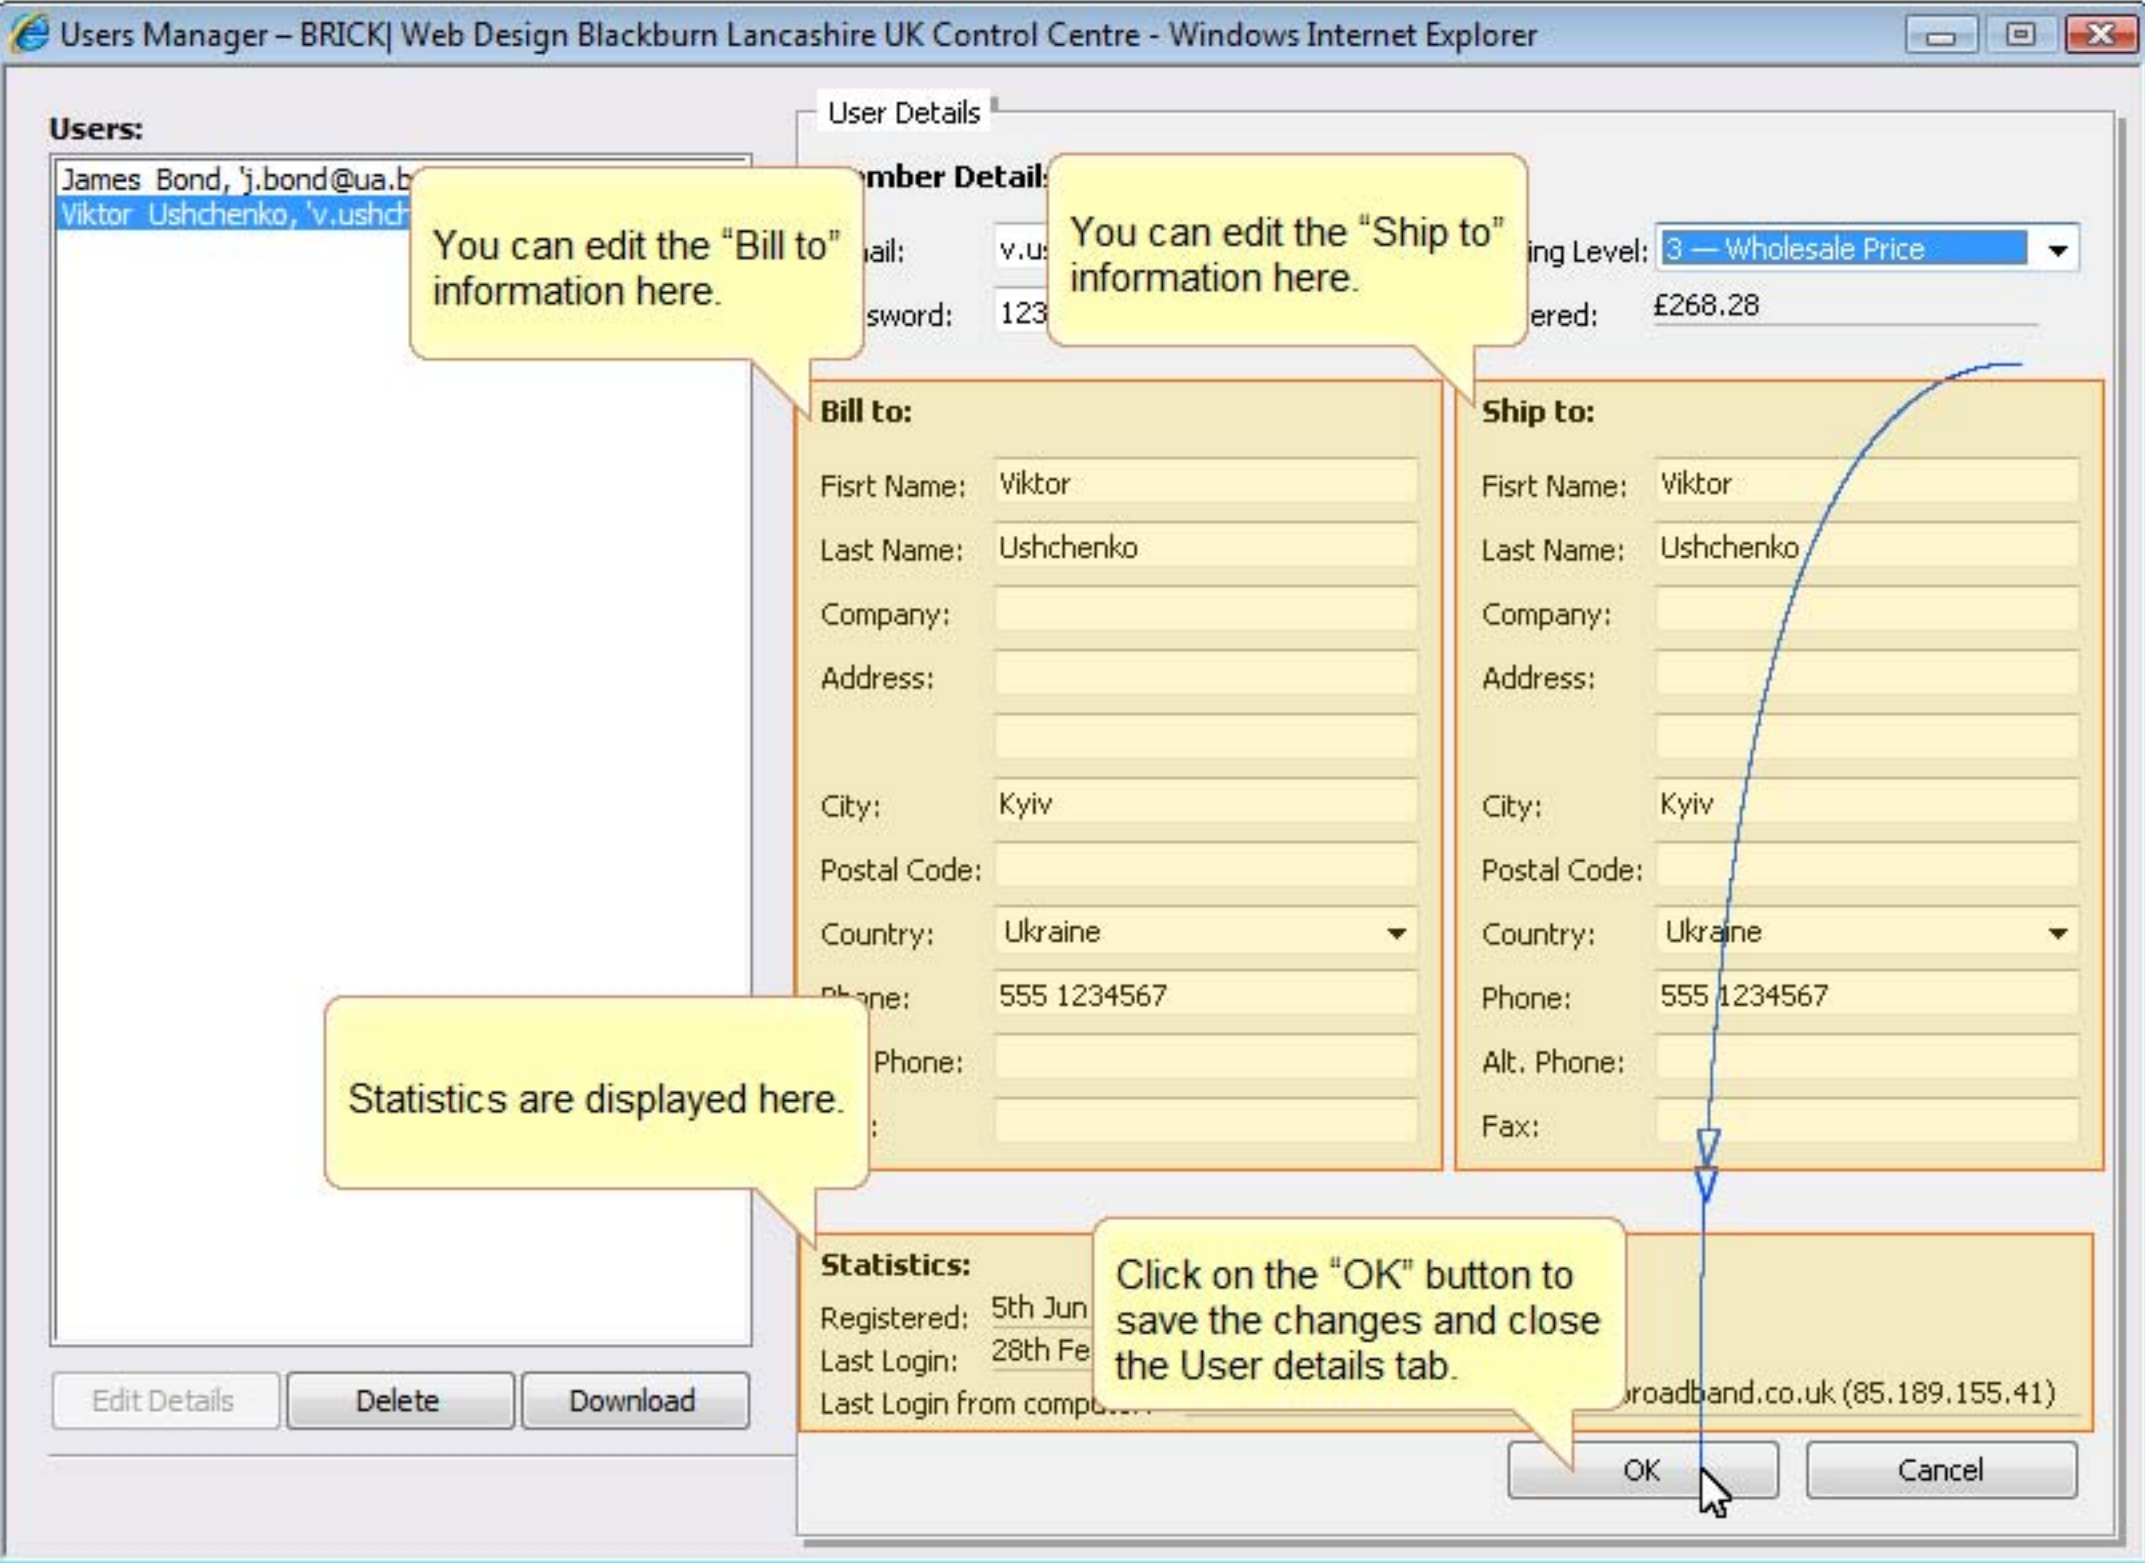 Users Manager – BRICK| Web Design Blackburn Lancashire UK Control Centre - Windows Internet Explorer
Users:
James Bond, 'j.bond@ua.b
Viktor Ushchenko, 'v.ushch
Edit Details Delete Download
User Details
mber Details
You can edit the “Bill to”
information here.
You can edit the “Ship to”
information here.
ail: v.us
ing Level: 3 — Wholesale Price
sword: 123
ered: £268.28
Bill to:
Fisrt Name: Viktor
Last Name: Ushchenko
Company:
Address:
City: Kyiv
Postal Code:
Country: Ukraine
Phone: 555 1234567
Phone:
Ship to:
Fisrt Name: Viktor
Last Name: Ushchenko
Company:
Address:
City: Kyiv
Postal Code:
Country: Ukraine
Phone: 555 1234567
Alt. Phone:
Fax:
Statistics are displayed here.
Statistics:
Registered: 5th Jun
Last Login: 28th Fe
Last Login from computer: roadband.co.uk (85.189.155.41)
Click on the “OK” button to
save the changes and close
the User details tab.
OK Cancel